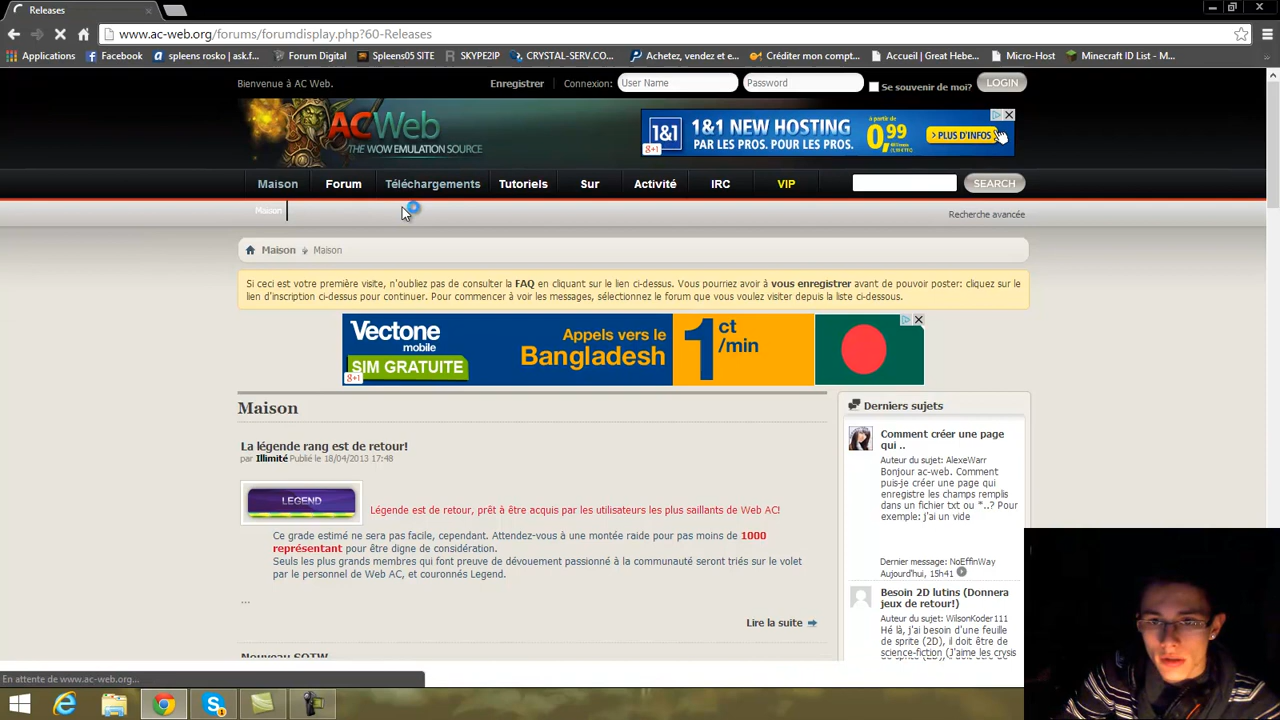 Releases
www.ac-web.org/forums/forumdisplay.php?60-Releases
Applications Facebook spleens rosko | as... Forum Digital Spleens05 SITE SKYPE2IP CRYSTAL-SERV.CO... Achetez, vendez et e... Créditer mon compt... Accueil | Great Hebe... Micro-Host Minecraft ID List - M...
Bienvenue à AC Web. Enregistrer Connexion: User Name Password Se souvenir de moi? LOGIN
ACWeb
THE WOW EMULATION SOURCE
1&1 1&1 NEW HOSTING
PAR LES PROS. POUR LES PROS.
à partir de
0,99
> PLUS D'INFOS
g+1
Maison Forum Téléchargements Tutoriels Sur Activité IRC VIP SEARCH
Maison Recherche avancée
Maison Maison
Si ceci est votre première visite, n'oubliez pas de consulter la FAQ en cliquant sur le lien ci-dessus. Vous pourriez avoir à vous enregistrer avant de pouvoir poster: cliquez sur le
lien d'inscription ci-dessus pour continuer. Pour commencer à voir les messages, sélectionnez le forum que vous voulez visiter depuis la liste ci-dessous.
Vectone
mobile
SIM GRATUITE
g+1
Appels vers le
Bangladesh
1 ct
/min
Maison
La légende rang est de retour!
par Illimité Publié le 18/04/2013 17:48
LEGEND
Légende est de retour, prêt à être acquis par les utilisateurs les plus saillants de Web AC!
Ce grade estimé ne sera pas facile, cependant. Attendez-vous à une montée raide pour pas moins de 1000
représentant pour être digne de considération.
Seuls les plus grands membres qui font preuve de dévouement passionné à la communauté seront triés sur le volet
par le personnel de Web AC, et couronnés Legend.
...
Lire la suite
Nouveau SOTW
Derniers sujets
Comment créer une page
qui ..
Auteur du sujet: AlexeWarr
Bonjour ac-web. Comment
puis-je créer une page qui
enregistre les champs remplis
dans un fichier txt ou *..? Pour
exemple: j'ai un vide
Dernier message: NoEffinWay
Aujourd'hui, 15h41
Besoin 2D lutins (Donnera
jeux de retour!)
Auteur du sujet: WilsonKoder111
Hé là, j'ai besoin d'une feuille
de sprite (2D), il doit être de
science-fiction (J'aime les crysis
En attente de www.ac-web.org...